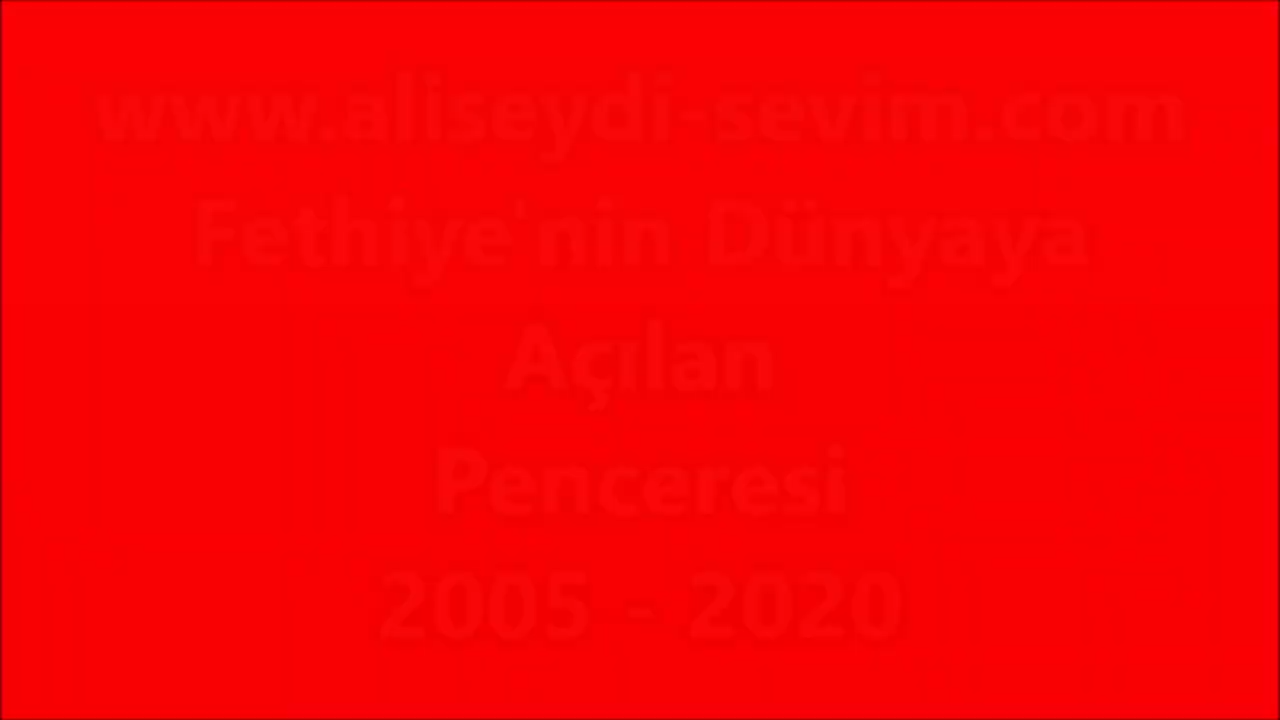 www.aliseydi-sevim.com
Fethiye'nin Dünyaya
Açılan
Penceresi
2005 - 2020